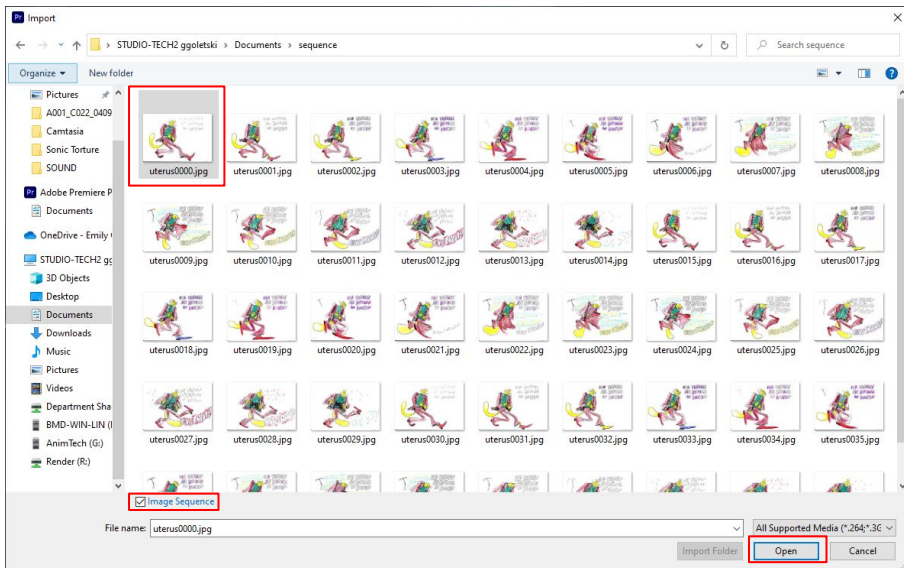 Pr Import
STUDIO-TECH2 ggoletski > Documents > sequence
Search sequence
Organize
New folder
Pictures
A001_C022_0409
Camtasia
Sonic Torture
SOUND
Adobe Premiere P
Documents
OneDrive - Emily
STUDIO-TECH2 gg
3D Objects
Desktop
Documents
Downloads
Music
Pictures
Videos
Department Sha
BMD-WIN-LIN (
AnimTech (G:)
Render (R:)
uterus0000.jpg uterus0001.jpg uterus0002.jpg uterus0003.jpg uterus0004.jpg uterus0005.jpg uterus0006.jpg uterus0007.jpg uterus0008.jpg
uterus0009.jpg uterus0010.jpg uterus0011.jpg uterus0012.jpg uterus0013.jpg uterus0014.jpg uterus0015.jpg uterus0016.jpg uterus0017.jpg
uterus0018.jpg uterus0019.jpg uterus0020.jpg uterus0021.jpg uterus0022.jpg uterus0023.jpg uterus0024.jpg uterus0025.jpg uterus0026.jpg
uterus0027.jpg uterus0028.jpg uterus0029.jpg uterus0030.jpg uterus0031.jpg uterus0032.jpg uterus0033.jpg uterus0034.jpg uterus0035.jpg
Image Sequence
File name: uterus0000.jpg
All Supported Media (*.264;*.3G
Import Folder Open Cancel